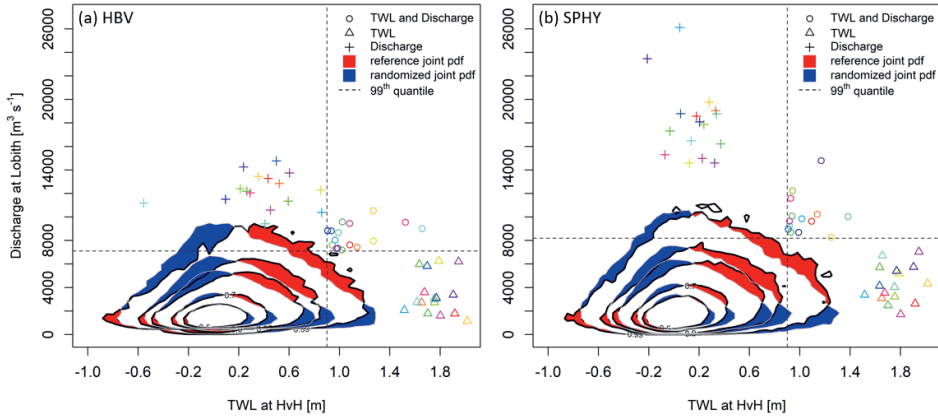 (a) HBV
TWL and Discharge
TWL
Discharge
reference joint pdf
randomized joint pdf
99th quantile
Discharge at Lobith [m3 s-1]
26000
20000
14000
8000
4000
0
0.7
0.5
-1.0 -0.6 -0.2 0.2 0.6 1.0 1.4 1.8
TWL at HvH [m]
(b) SPHY
TWL and Discharge
TWL
Discharge
reference joint pdf
randomized joint pdf
99th quantile
26000
20000
14000
8000
4000
0
0.7
0.5
0.99
0.9
-1.0 -0.6 -0.2 0.2 0.6 1.0 1.4 1.8
TWL at HvH [m]